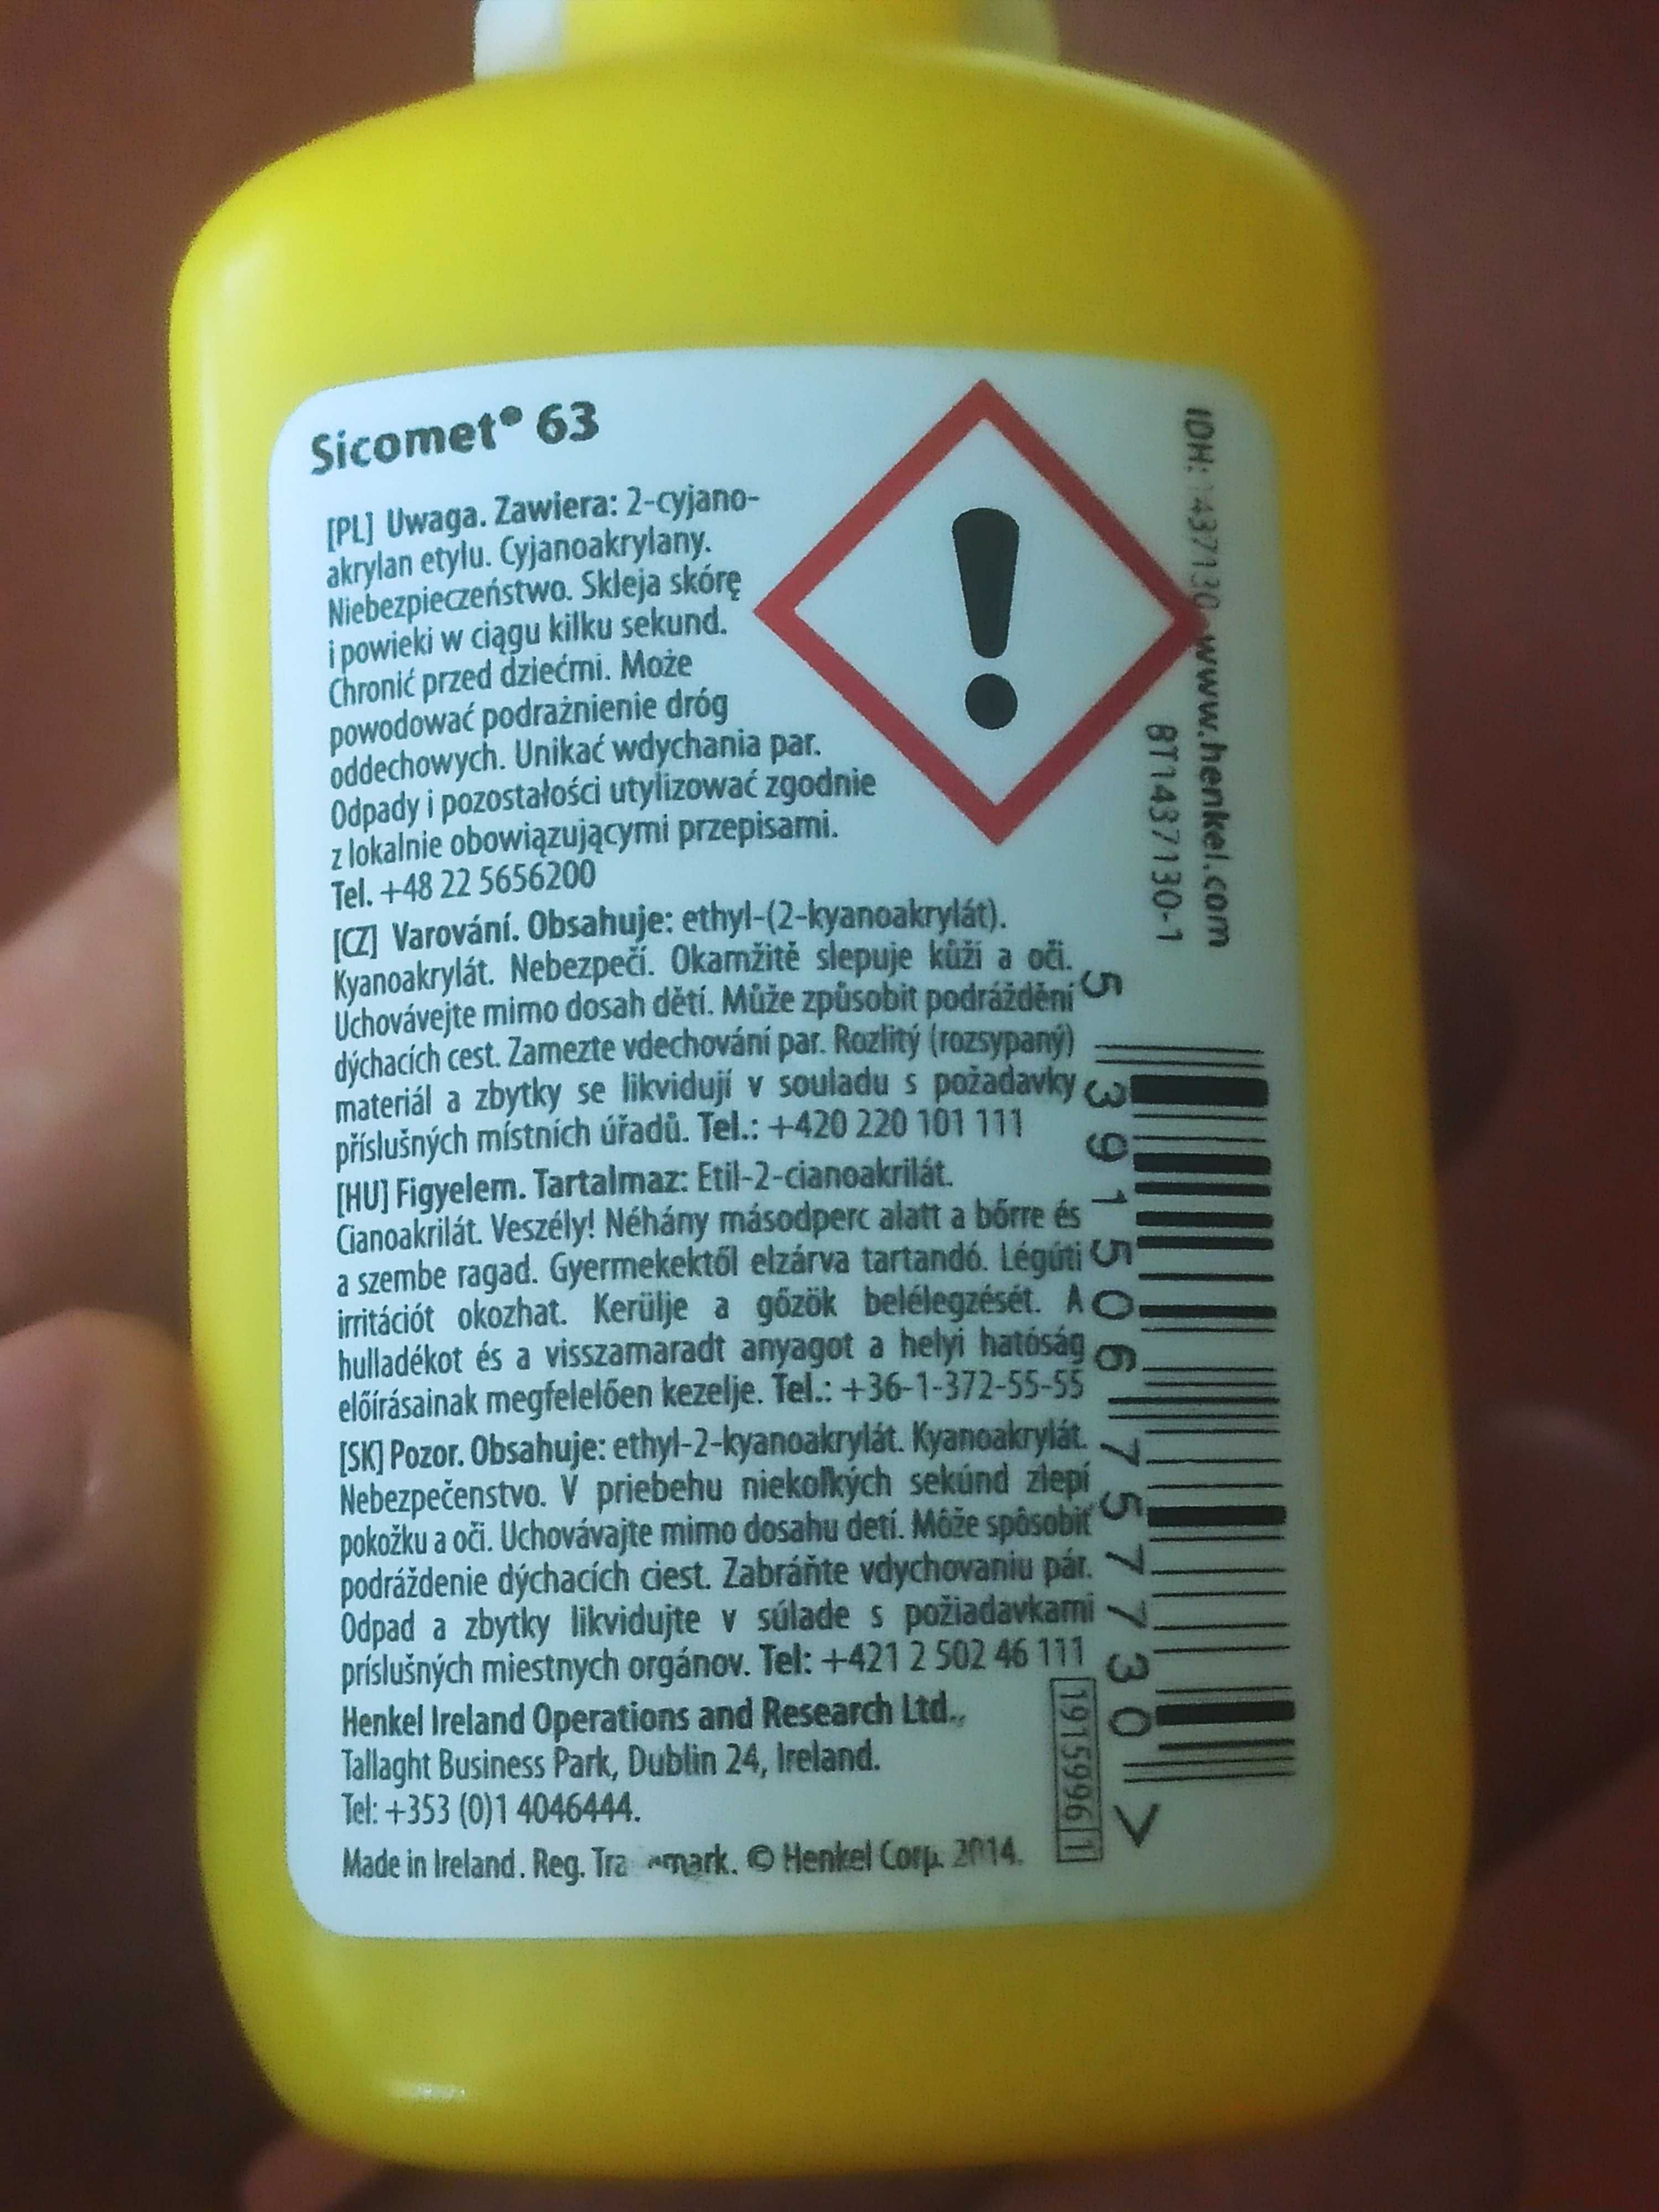 Sicomet® 63
[PL] Uwaga. Zawiera: 2-cyjano-
akrylan etylu. Cyjanoakrylany.
Niebezpieczeństwo. Skleja skórę
i powieki w ciągu kilku sekund.
Chronić przed dziećmi. Może
powodować podrażnienie dróg
oddechowych. Unikać wdychania par.
Odpady i pozostałości utylizować zgodnie
z lokalnie obowiązującymi przepisami.
Tel. +48 22 5656200
[CZ] Varování. Obsahuje: ethyl-(2-kyanoakrylát).
Kyanoakrylát. Nebezpečí. Okamžitě slepuje kůži a oči.
Uchovávejte mimo dosah dětí. Může způsobit podráždění
dýchacích cest. Zamezte vdechování par. Rozlitý (rozsypaný)
materiál a zbytky se likvidují v souladu s požadavky
příslušných místních úřadů. Tel.: +420 220 101 111
[HU] Figyelem. Tartalmaz: Etil-2-cianoakrilát.
Cianoakrilát. Veszély! Néhány másodperc alatt a bőrre és
a szembe ragad. Gyermekektől elzárva tartandó. Légúti
irritációt okozhat. Kerülje a gőzök belélegzését. A
hulladékot és a visszamaradt anyagot a helyi hatóság
előírásainak megfelelően kezelje. Tel.: +36-1-372-55-55
[SK] Pozor. Obsahuje: ethyl-2-kyanoakrylát. Kyanoakrylát.
Nebezpečenstvo. V priebehu niekoľkých sekúnd zlepí
pokožku a oči. Uchovávajte mimo dosahu detí. Môže spôsobiť
podráždenie dýchacích ciest. Zabráňte vdychovaniu pár.
Odpad a zbytky likvidujte v súlade s požiadavkami
príslušných miestnych orgánov. Tel: +421 2 502 46 111
Henkel Ireland Operations and Research Ltd.,
Tallaght Business Park, Dublin 24, Ireland.
Tel: +353 (0)1 4046444.
Made in Ireland. Reg. Tra emark. © Henkel Corp. 2014.
IDH: 1437130 www.henkel.com
BT1437130-1
5 391506 757730 >
1915996 1